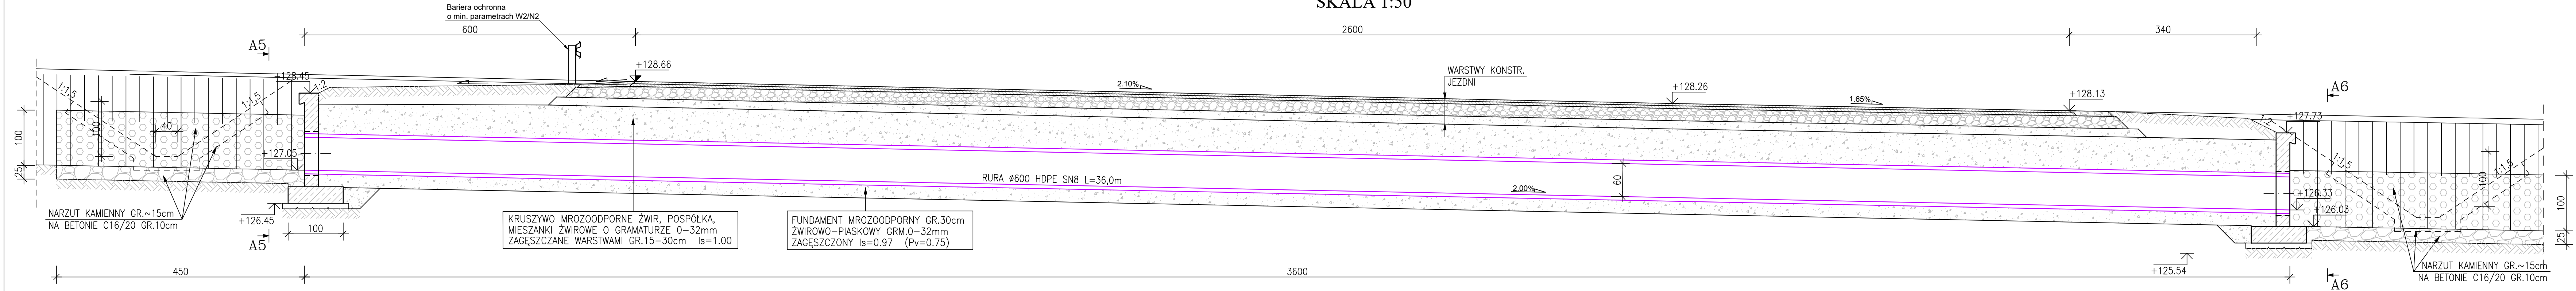 SKALA 1:50
Bariera ochronna
o min. parametrach W2/N2
600
2600
340
A5
+128.45
1:2
+128.66
2.10%
WARSTWY KONSTR.
JEZDNI
+128.26
1.65%
+128.13
A6
1:2
+127.73
1:1,5
1:1,5
100
40
100
25
+127.05
RURA Ø600 HDPE SN8 L=36,0m
2.00%
60
1:1,5
1:1,5
100
+126.33
+126.03
100
25
NARZUT KAMIENNY GR.~15cm
NA BETONIE C16/20 GR.10cm
+126.45
A5
100
KRUSZYWO MROZOODPORNE ŻWIR, POSPÓŁKA,
MIESZANKI ŻWIROWE O GRAMATURZE 0-32mm
ZAGĘSZCZANE WARSTWAMI GR.15-30cm Is=1.00
FUNDAMENT MROZOODPORNY GR.30cm
ŻWIROWO-PIASKOWY GRM.0-32mm
ZAGĘSZCZONY Is=0.97 (Pv=0.75)
450
3600
+125.54
A6
NARZUT KAMIENNY GR.~15cm
NA BETONIE C16/20 GR.10cm